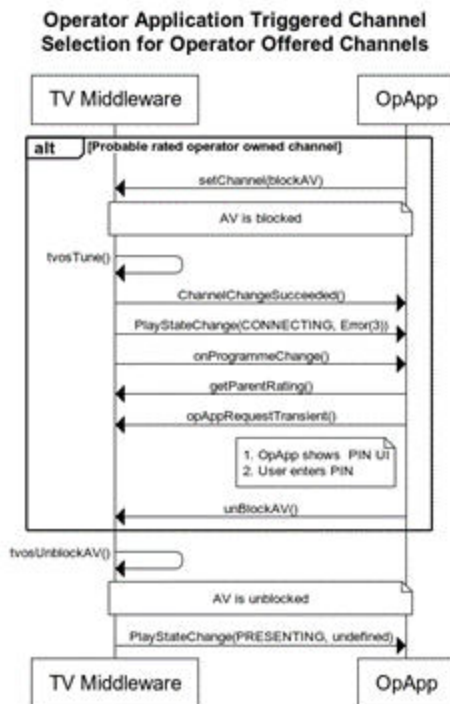 Operator Application Triggered Channel
Selection for Operator Offered Channels
TV Middleware
OpApp
alt
[Probable rated operator owned channel]
setChannel(blockAV)
AV is blocked
tvosTune()
ChannelChangeSucceeded()
PlayStateChange(CONNECTING, Error(3))
onProgrammeChange()
getParentRating()
opAppRequestTransient()
1. OpApp shows PIN UI
2. User enters PIN
unBlockAV()
tvosUnblockAV()
AV is unblocked
PlayStateChange(PRESENTING, undefined)
TV Middleware
OpApp